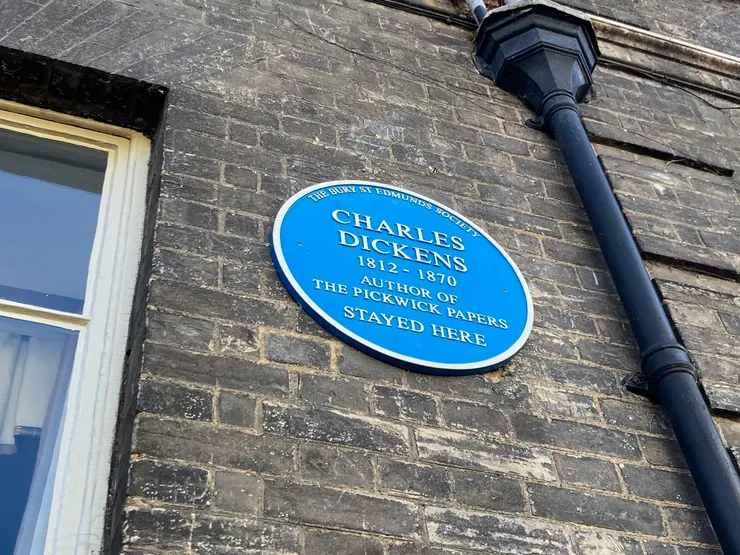 THE BURY ST EDMUNDS SOCIETY
CHARLES
DICKENS
1812 - 1870
AUTHOR OF
THE PICKWICK PAPERS
STAYED HERE